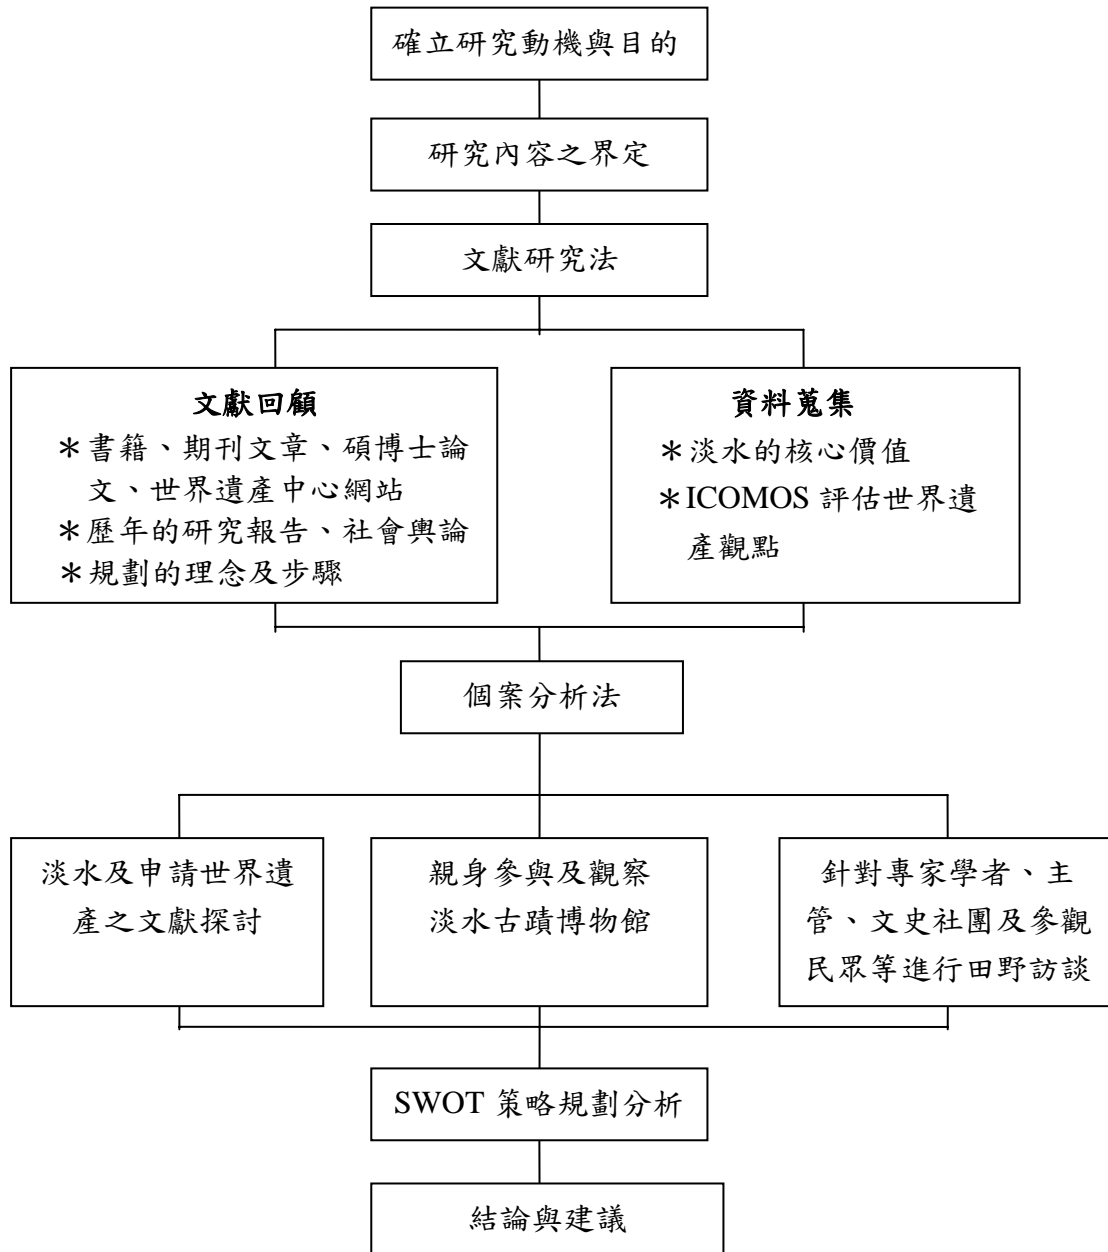 確立研究動機與目的
研究內容之界定
文獻研究法
文獻回顧
＊書籍、期刊文章、碩博士論
文、世界遺產中心網站
＊歷年的研究報告、社會輿論
＊規劃的理念及步驟
資料蒐集
＊淡水的核心價值
＊ICOMOS 評估世界遺
產觀點
個案分析法
淡水及申請世界遺
產之文獻探討
親身參與及觀察
淡水古蹟博物館
針對專家學者、主
管、文史社團及參觀
民眾等進行田野訪談
SWOT 策略規劃分析
結論與建議